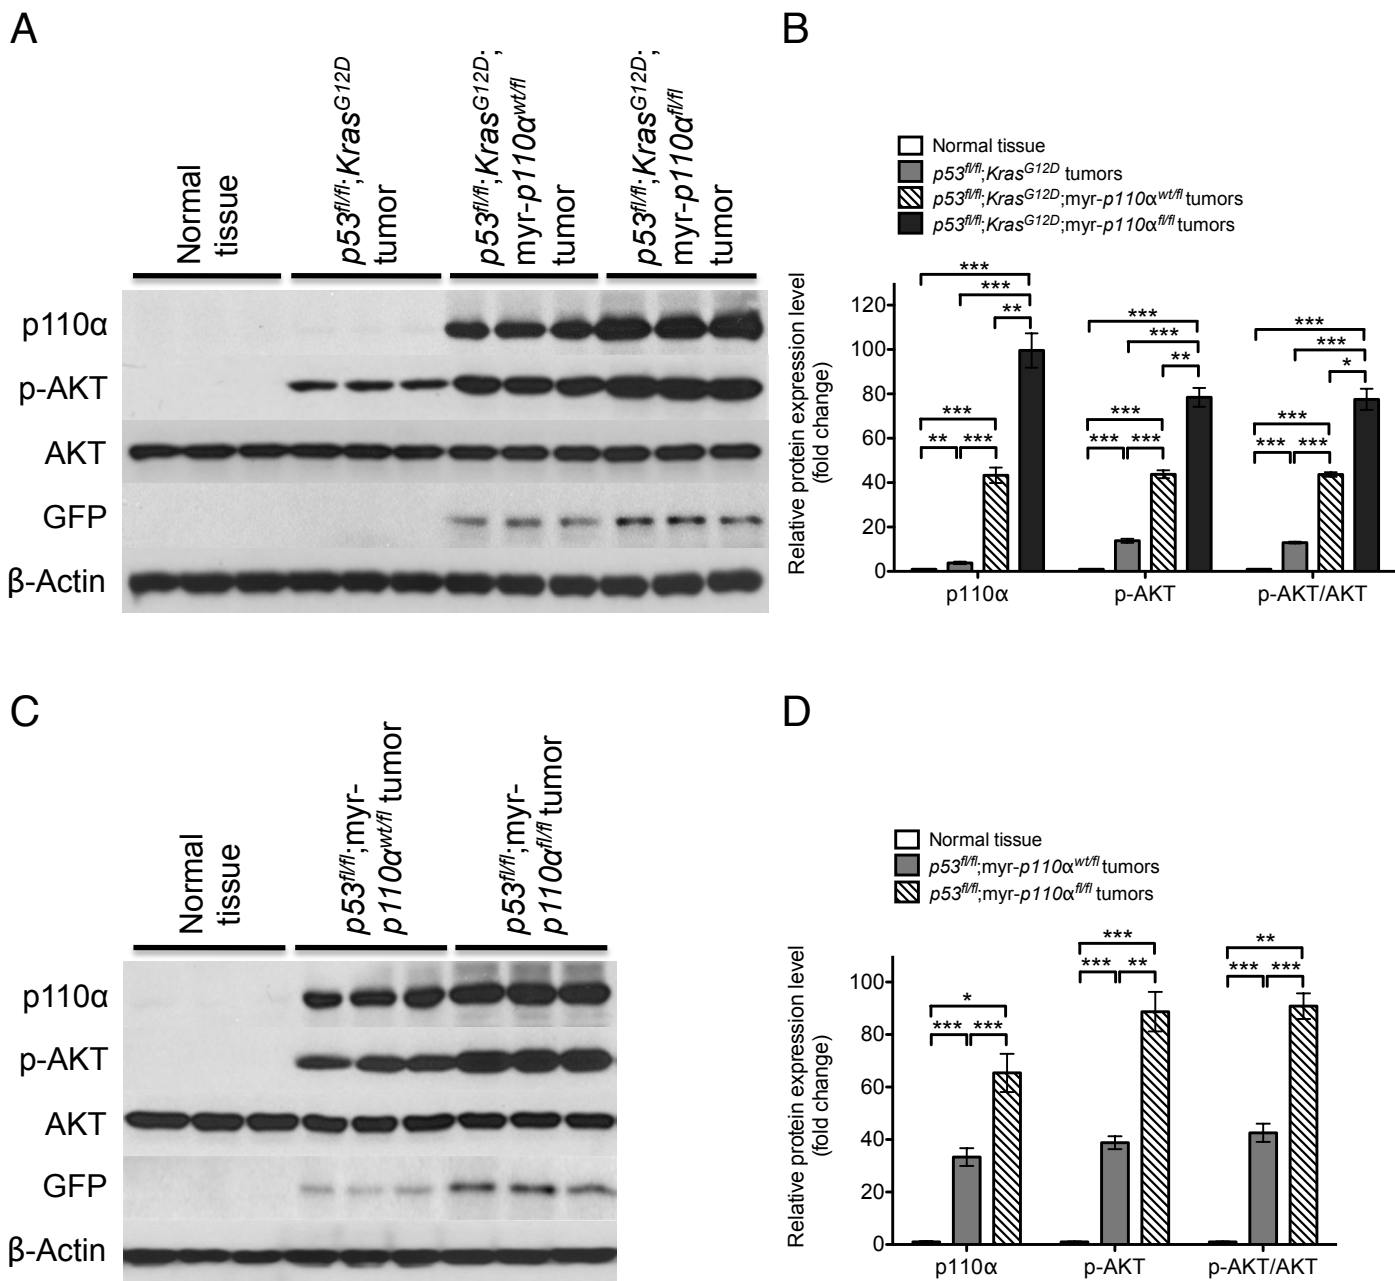 A
Normal
tissue
p53fl/fl;KrasG12D
tumor
p53fl/fl;KrasG12D;
myr-p110αwt/fl
tumor
p53fl/fl;KrasG12D;
myr-p110αfl/fl
tumor
p110α
p-AKT
AKT
GFP
β-Actin
B
Normal tissue
p53fl/fl;KrasG12D tumors
p53fl/fl;KrasG12D;myr-p110αwt/fl tumors
p53fl/fl;KrasG12D;myr-p110αfl/fl tumors
Relative protein expression level
(fold change)
120
100
80
60
40
20
0
***
***
**
***
** ***
***
***
**
***
*** ***
***
***
*
***
*** ***
p110α p-AKT p-AKT/AKT
C
Normal
tissue
p53fl/fl;myr-
p110αwt/fl tumor
p53fl/fl;myr-
p110αfl/fl tumor
p110α
p-AKT
AKT
GFP
β-Actin
D
Normal tissue
p53fl/fl;myr-p110αwt/fl tumors
p53fl/fl;myr-p110αfl/fl tumors
Relative protein expression level
(fold change)
100
80
60
40
20
0
*
*** ***
***
*** **
**
*** ***
p110α p-AKT p-AKT/AKT